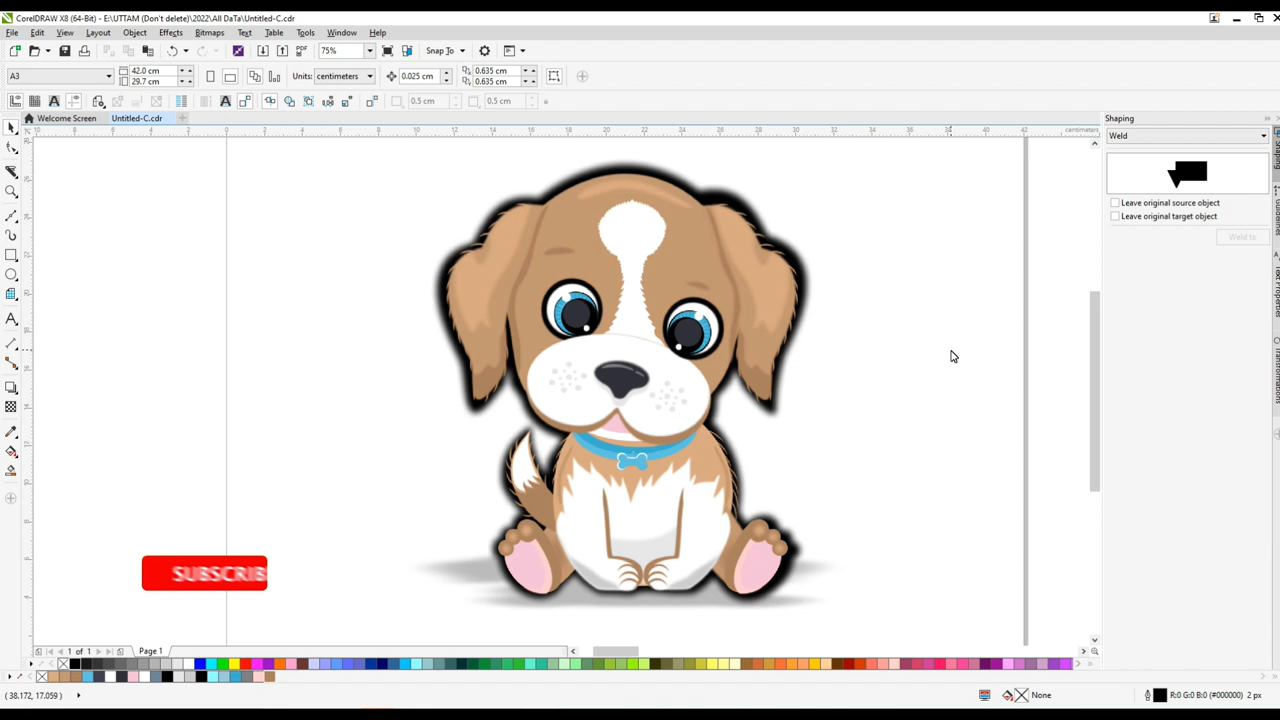 CorelDRAW X8 (64-Bit) - E:\UTTAM (Don't delete)\2022\All DaTa\Untitled-C.cdr
File Edit View Layout Object Effects Bitmaps Text Table Tools Window Help
75% Snap To
A3 42.0 cm 29.7 cm Units: centimeters 0.025 cm 0.635 cm 0.635 cm
0.5 cm 0.5 cm
Welcome Screen Untitled-C.cdr
Shaping
centimeters
Weld
Leave original source object
Leave original target object
Weld to
SUBSCRIB
1 of 1 Page 1
( 38.172, 17.059 ) None R:0 G:0 B:0 (#000000) 2 px